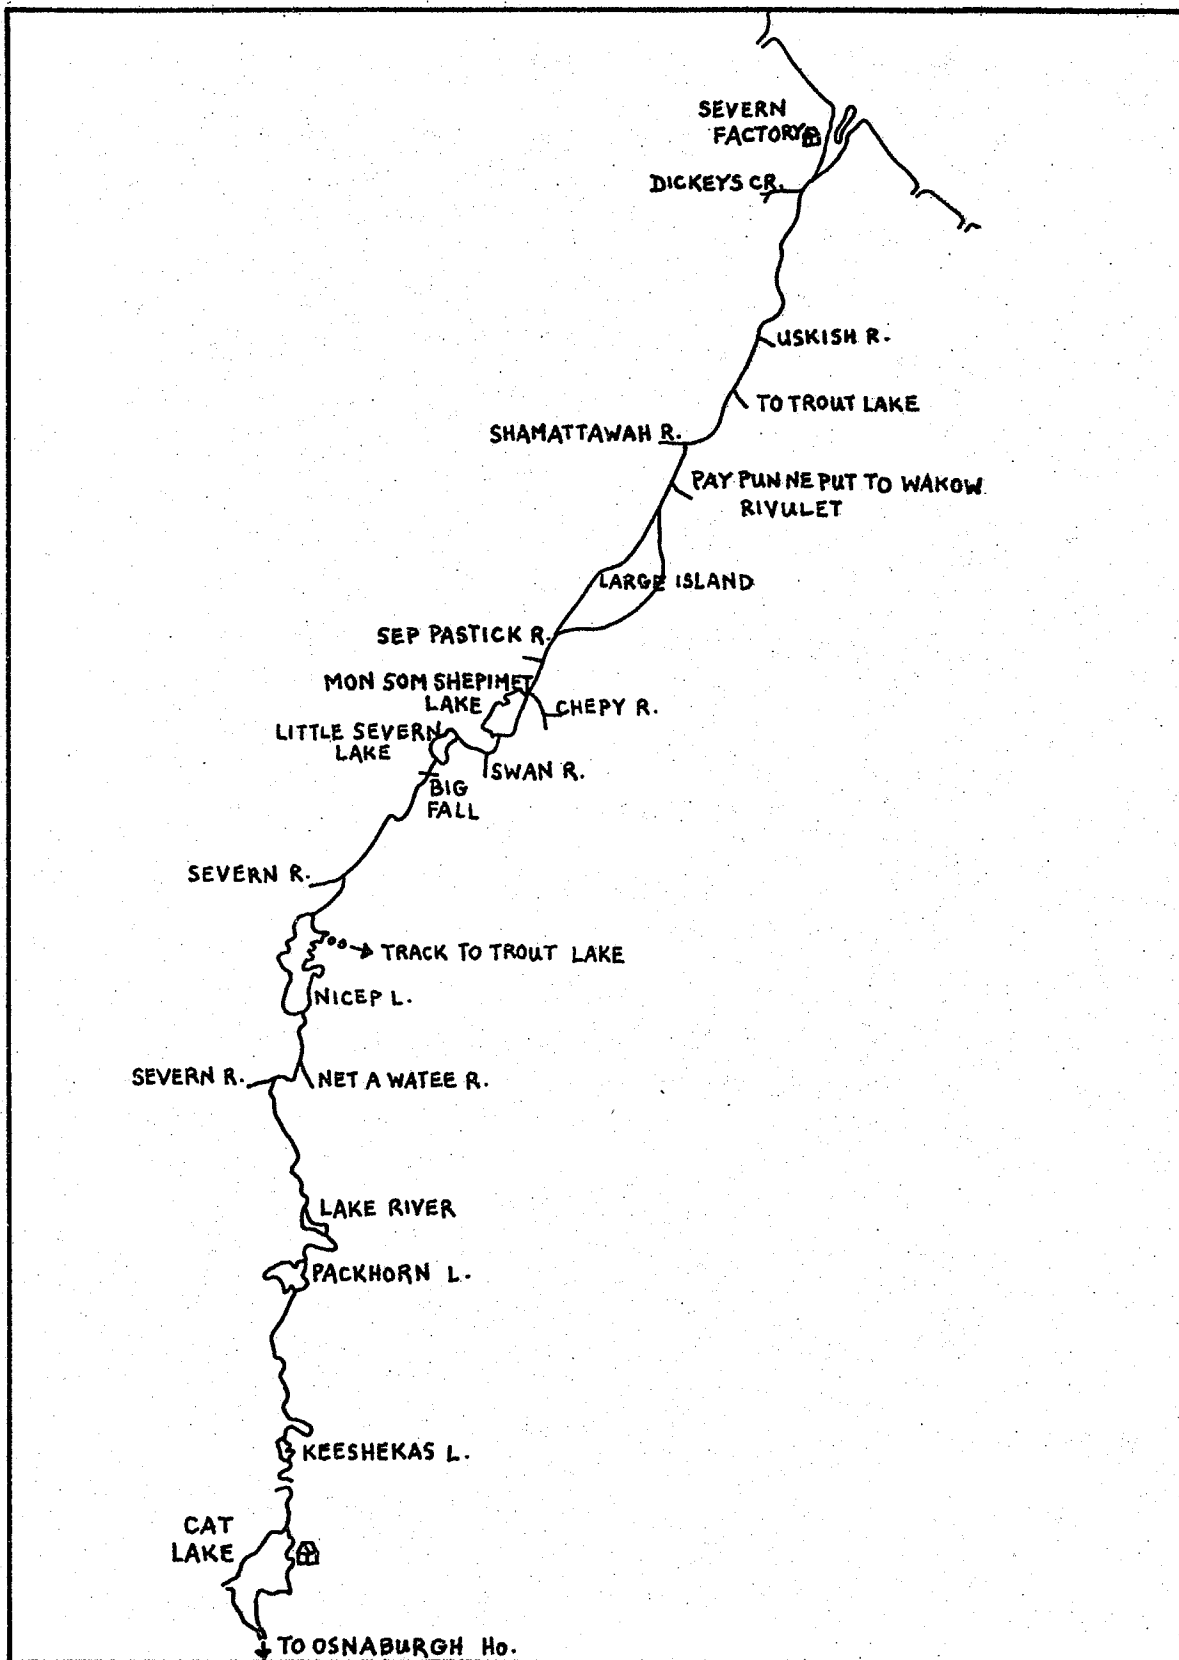 SEVERN
FACTORY
DICKEYS CR.
USKISH R.
TO TROUT LAKE
SHAMATTAWAH R.
PAY PUN NE PUT TO WAKOW
RIVULET
LARGE ISLAND
SEP PASTICK R.
MON SOM SHEPIMET
LAKE
CHEPY R.
LITTLE SEVERN
LAKE
SWAN R.
BIG
FALL
SEVERN R.
TRACK TO TROUT LAKE
NICEP L.
SEVERN R.
NET A WATEE R.
LAKE RIVER
PACKHORN L.
KEESHEKAS L.
CAT
LAKE
TO OSNABURGH Ho.